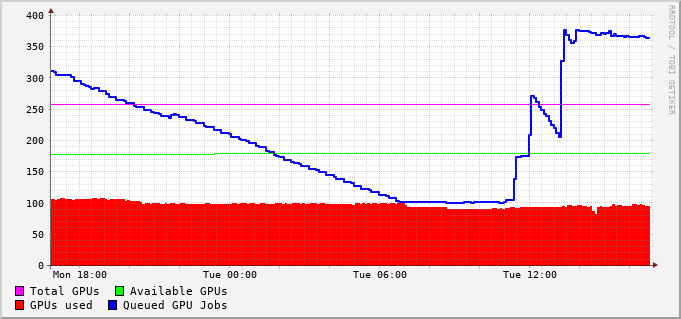 400
350
300
250
200
150
100
50
0
Mon 18:00 Tue 00:00 Tue 06:00 Tue 12:00
Total GPUs Available GPUs
GPUs used Queued GPU Jobs
RRDTOOL / TOBI OETIKER